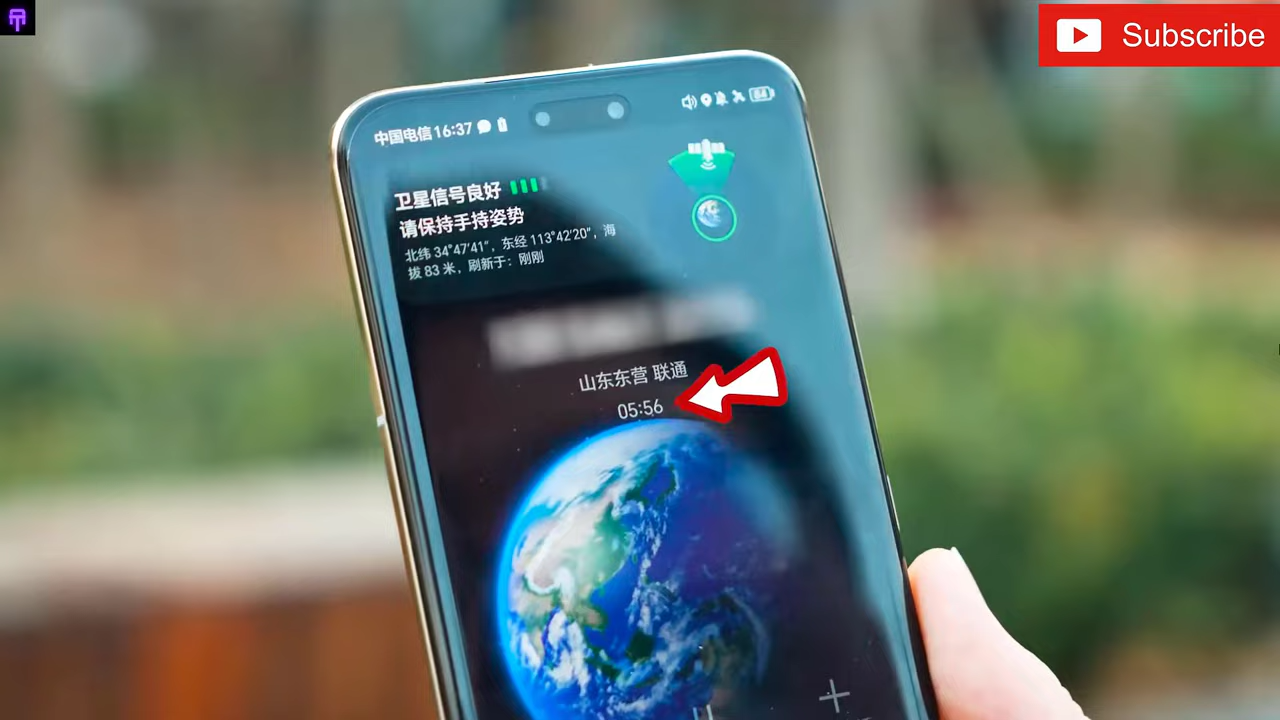 Subscribe
中国电信 16:37
84
卫星信号良好
请保持手持姿势
北纬 34°47'41"，东经 113°42'20"，海
拔 83 米，刷新于：刚刚
山东东营 联通
05:56